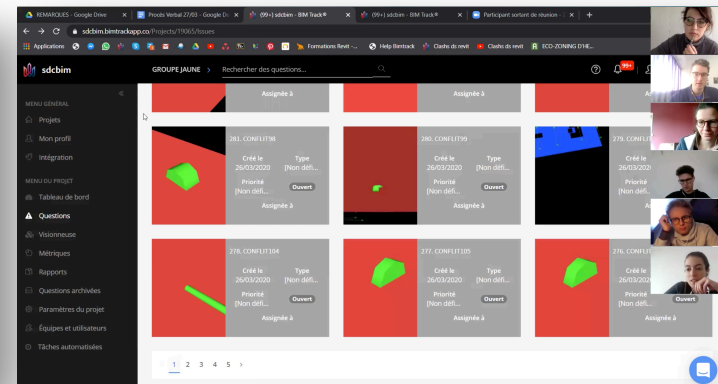 REMARQUES - Google Drive
Procès Verbal 27/03 - Google Do
(99+) sdcbim - BIM Track®
(99+) sdcbim - BIM Track®
Participant sortent de réunion - J
sdcbim.bimtrackapp.co/Projects/19065/Issues
Applications
Formations Revit -...
Help Bimtrack
Clashs ds revit
Clashs ds revit
ECO-ZONING D'HE...
sdcbim
GROUPE JAUNE >
Rechercher des questions...
99+
MENU GÉNÉRAL
Projets
Mon profil
Intégration
MENU DU PROJET
Tableau de bord
Questions
Visionneuse
Métriques
Rapports
Questions archivées
Paramètres du projet
Équipes et utilisateurs
Tâches automatisées
Assignée à
Assignée à
Assignée à
281. CONFLIT98
Créé le
26/03/2020
Type
[Non défi...
Priorité
[Non défi...
Ouvert
Assignée à
280. CONFLIT99
Créé le
26/03/2020
Type
[Non défi...
Priorité
[Non défi...
Ouvert
Assignée à
279. CONFLIT
Créé le
26/03/2020
Priorité
[Non défi...
278. CONFLIT104
Créé le
26/03/2020
Type
[Non défi...
Priorité
[Non défi...
Ouvert
Assignée à
277. CONFLIT105
Créé le
26/03/2020
Type
[Non défi...
Priorité
[Non défi...
Ouvert
Assignée à
276. CONFLIT
Créé le
26/03/2020
Priorité
[Non défi...
Ouvert
Assignée à
1 2 3 4 5 >